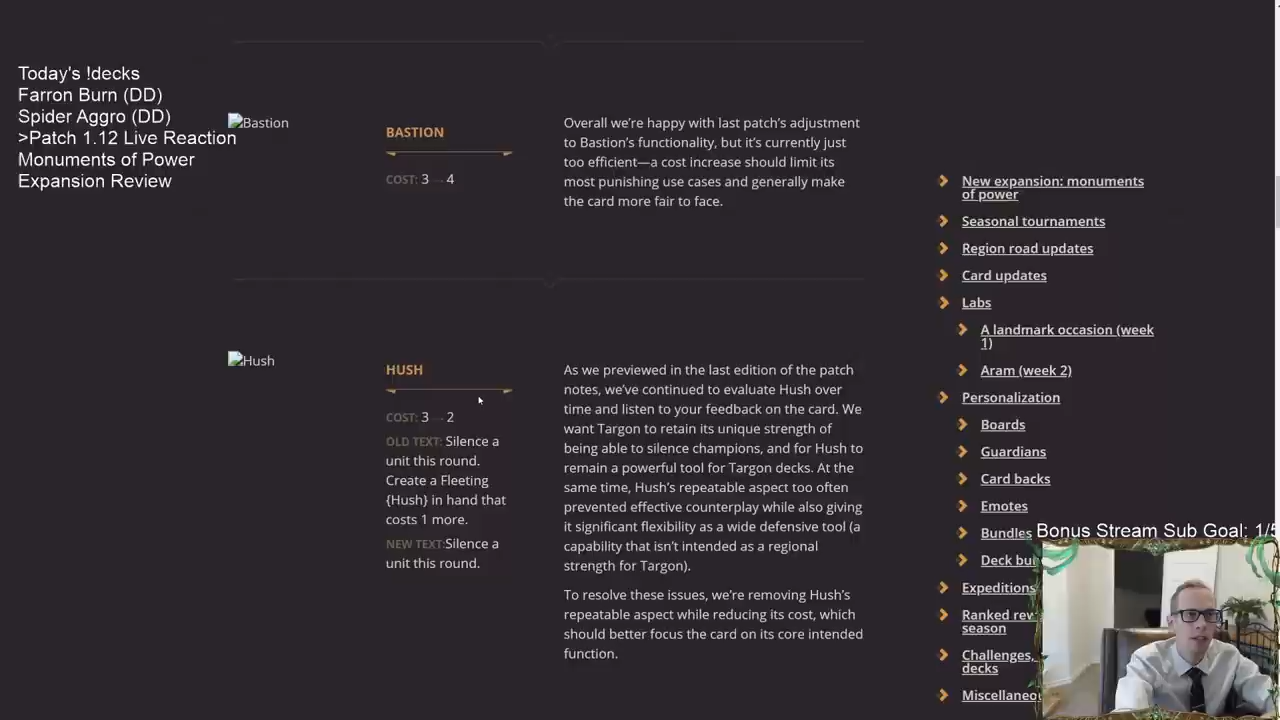 Today's !decks
Farron Burn (DD)
Spider Aggro (DD)
>Patch 1.12 Live Reaction
Monuments of Power
Expansion Review
Bastion
BASTION
COST: 3 → 4
Overall we're happy with last patch's adjustment
to Bastion's functionality, but it's currently just
too efficient—a cost increase should limit its
most punishing use cases and generally make
the card more fair to face.
Hush
HUSH
COST: 3 → 2
OLD TEXT: Silence a
unit this round.
Create a Fleeting
{Hush} in hand that
costs 1 more.
NEW TEXT:Silence a
unit this round.
As we previewed in the last edition of the patch
notes, we've continued to evaluate Hush over
time and listen to your feedback on the card. We
want Targon to retain its unique strength of
being able to silence champions, and for Hush to
remain a powerful tool for Targon decks. At the
same time, Hush's repeatable aspect too often
prevented effective counterplay while also giving
it significant flexibility as a wide defensive tool (a
capability that isn't intended as a regional
strength for Targon).
To resolve these issues, we're removing Hush's
repeatable aspect while reducing its cost, which
should better focus the card on its core intended
function.
New expansion: monuments
of power
Seasonal tournaments
Region road updates
Card updates
Labs
A landmark occasion (week
1)
Aram (week 2)
Personalization
Boards
Guardians
Card backs
Emotes
Bundles
Deck bu
Expeditions
Ranked rew
season
Challenges,
decks
Miscellaneo
Bonus Stream Sub Goal: 1/5